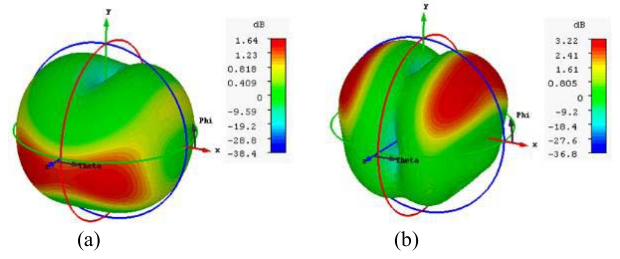 dB
1.64
1.23
0.818
0.409
0
-9.59
-19.2
-28.8
-38.4
Y
Phi
x
z
Theta
(a)
dB
3.22
2.41
1.61
0.805
0
-9.2
-18.4
-27.6
-36.8
Y
Phi
x
Theta
(b)